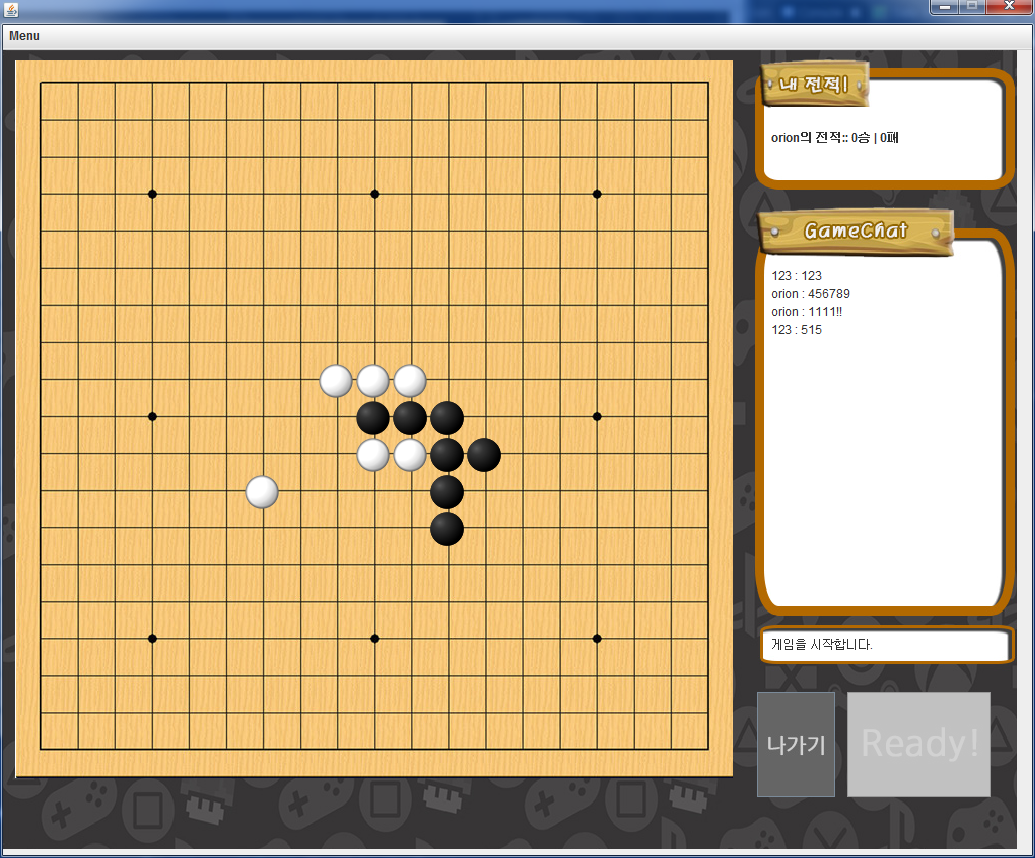 Menu
내 전적!
orion의 전적:: 0승 | 0패
GameChat
123 : 123
orion : 456789
orion : 1111!!
123 : 515
게임을 시작합니다.
나가기
Ready!